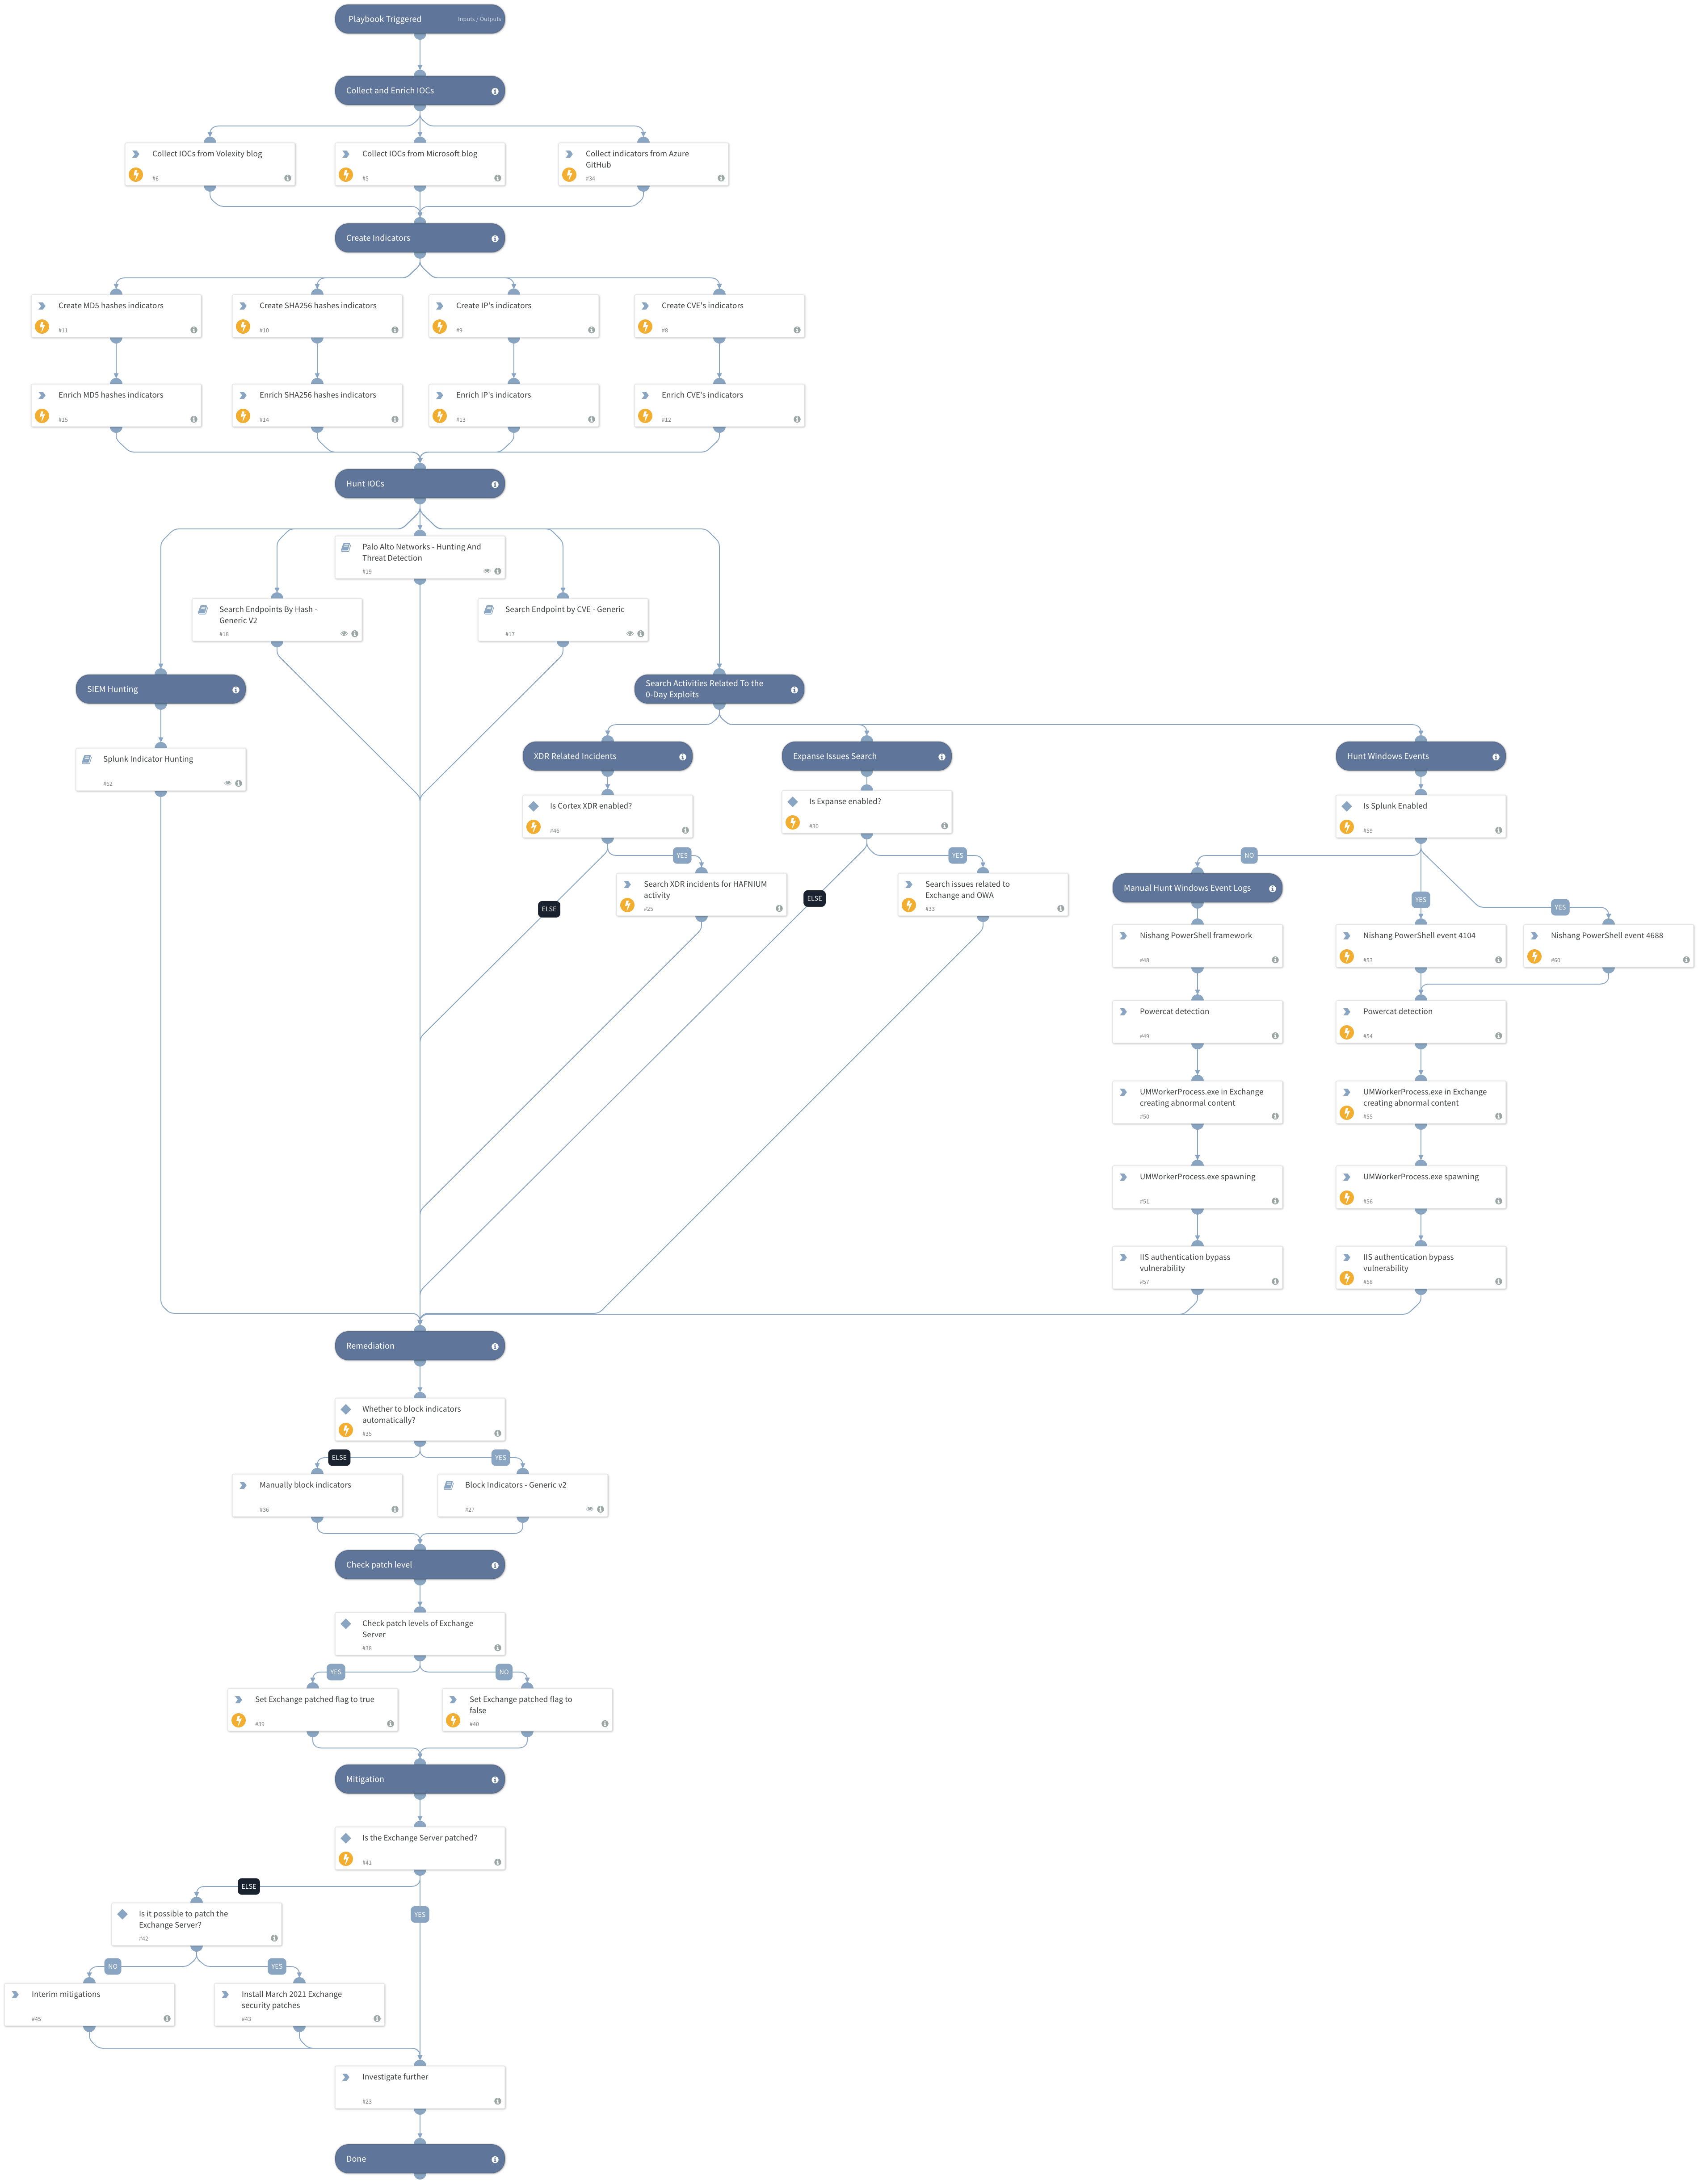 Playbook Triggered
Inputs / Outputs
Collect and Enrich IOCs
Collect IOCs from Volexity blog
#6
Collect IOCs from Microsoft blog
#5
Collect indicators from Azure
GitHub
#34
Create Indicators
Create MD5 hashes indicators
#11
Create SHA256 hashes indicators
#10
Create IP's indicators
#9
Create CVE's indicators
#8
Enrich MD5 hashes indicators
#15
Enrich SHA256 hashes indicators
#14
Enrich IP's indicators
#13
Enrich CVE's indicators
#12
Hunt IOCs
Palo Alto Networks - Hunting And
Threat Detection
#19
Search Endpoints By Hash -
Generic V2
#18
Search Endpoint by CVE - Generic
#17
SIEM Hunting
Search Activities Related To the
0-Day Exploits
Splunk Indicator Hunting
#62
XDR Related Incidents
Expanse Issues Search
Hunt Windows Events
Is Cortex XDR enabled?
#46
Is Expanse enabled?
#30
Is Splunk Enabled
#59
YES
YES
NO
ELSE
Search XDR incidents for HAFNIUM
activity
#25
ELSE
Search issues related to
Exchange and OWA
#33
Manual Hunt Windows Event Logs
YES
YES
Nishang PowerShell framework
#48
Nishang PowerShell event 4104
#53
Nishang PowerShell event 4688
#60
Powercat detection
#49
Powercat detection
#54
UMWorkerProcess.exe in Exchange
creating abnormal content
#50
UMWorkerProcess.exe in Exchange
creating abnormal content
#55
UMWorkerProcess.exe spawning
#51
UMWorkerProcess.exe spawning
#56
IIS authentication bypass
vulnerability
#57
IIS authentication bypass
vulnerability
#58
Remediation
Whether to block indicators
automatically?
#35
ELSE
YES
Manually block indicators
#36
Block Indicators - Generic v2
#27
Check patch level
Check patch levels of Exchange
Server
#38
YES
NO
Set Exchange patched flag to true
#39
Set Exchange patched flag to
false
#40
Mitigation
Is the Exchange Server patched?
#41
ELSE
YES
Is it possible to patch the
Exchange Server?
#42
NO
YES
Interim mitigations
#45
Install March 2021 Exchange
security patches
#43
Investigate further
#23
Done